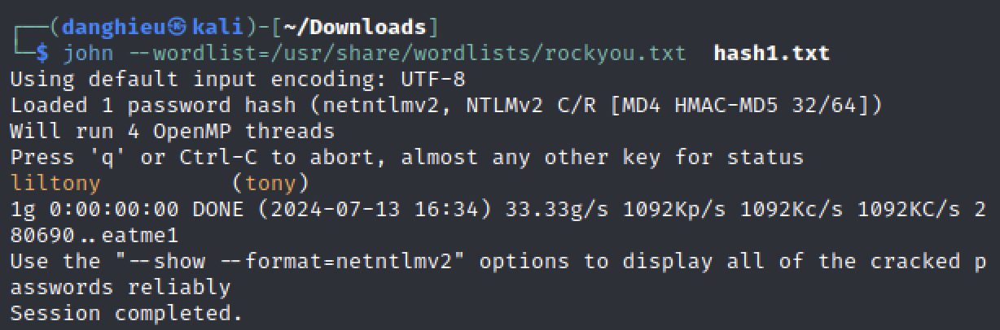 ┌──(danghieu㉿kali)-[~/Downloads]
└─$ john --wordlist=/usr/share/wordlists/rockyou.txt  hash1.txt
Using default input encoding: UTF-8
Loaded 1 password hash (netntlmv2, NTLMv2 C/R [MD4 HMAC-MD5 32/64])
Will run 4 OpenMP threads
Press 'q' or Ctrl-C to abort, almost any other key for status
liltony          (tony)
1g 0:00:00:00 DONE (2024-07-13 16:34) 33.33g/s 1092Kp/s 1092Kc/s 1092KC/s 2
80690..eatme1
Use the "--show --format=netntlmv2" options to display all of the cracked p
asswords reliably
Session completed.